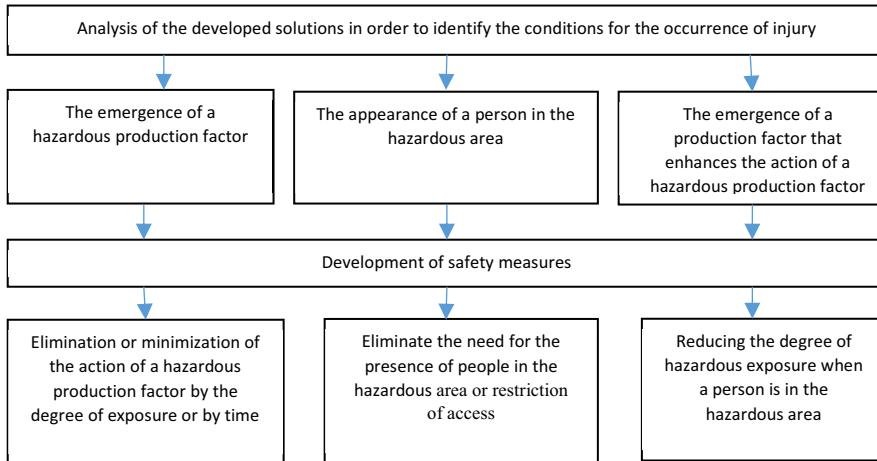 Analysis of the developed solutions in order to identify the conditions for the occurrence of injury
The emergence of a
hazardous production factor
The appearance of a person in the
hazardous area
The emergence of a
production factor that
enhances the action of a
hazardous production factor
Development of safety measures
Elimination or minimization of
the action of a hazardous
production factor by the
degree of exposure or by time
Eliminate the need for the
presence of people in the
hazardous area or restriction
of access
Reducing the degree of
hazardous exposure when
a person is in the
hazardous area